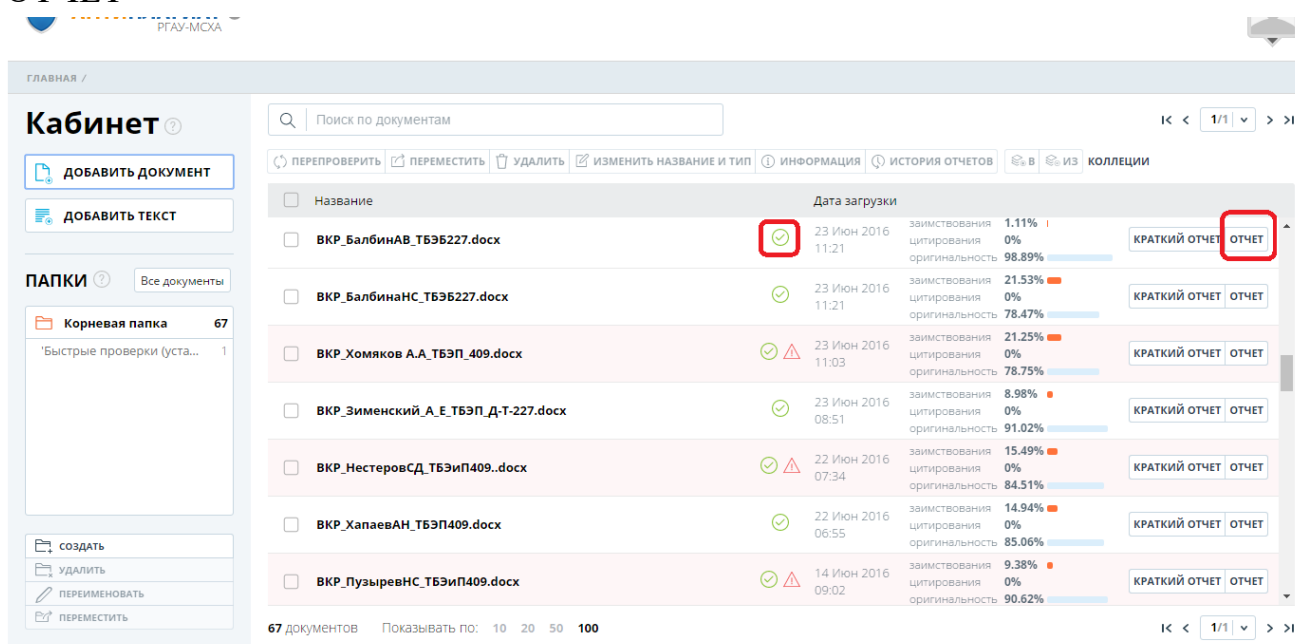 РГАУ-МСХА
ГЛАВНАЯ /
Кабинет ?
Поиск по документам
1/1
ДОБАВИТЬ ДОКУМЕНТ
ДОБАВИТЬ ТЕКСТ
ПЕРЕПРОВЕРИТЬ ПЕРЕМЕСТИТЬ УДАЛИТЬ ИЗМЕНИТЬ НАЗВАНИЕ И ТИП ИНФОРМАЦИЯ ИСТОРИЯ ОТЧЕТОВ В ИЗ КОЛЛЕЦИИ
Название Дата загрузки
ВКР_БалбинАВ_ТБЭБ227.docx 23 Июн 2016 11:21
заимствования 1.11%
цитирования 0%
оригинальность 98.89%
КРАТКИЙ ОТЧЕТ ОТЧЕТ
ВКР_БалбинаНС_ТБЭБ227.docx 23 Июн 2016 11:21
заимствования 21.53%
цитирования 0%
оригинальность 78.47%
КРАТКИЙ ОТЧЕТ ОТЧЕТ
ВКР_Хомяков А.А_ТБЭП_409.docx 23 Июн 2016 11:03
заимствования 21.25%
цитирования 0%
оригинальность 78.75%
КРАТКИЙ ОТЧЕТ ОТЧЕТ
ВКР_Зименский_А_Е_ТБЭП_Д-Т-227.docx 23 Июн 2016 08:51
заимствования 8.98%
цитирования 0%
оригинальность 91.02%
КРАТКИЙ ОТЧЕТ ОТЧЕТ
ВКР_НестеровСД_ТБЭиП409..docx 22 Июн 2016 07:34
заимствования 15.49%
цитирования 0%
оригинальность 84.51%
КРАТКИЙ ОТЧЕТ ОТЧЕТ
ВКР_ХапаевАН_ТБЭП409.docx 22 Июн 2016 06:55
заимствования 14.94%
цитирования 0%
оригинальность 85.06%
КРАТКИЙ ОТЧЕТ ОТЧЕТ
ВКР_ПузыревНС_ТБЭиП409.docx 14 Июн 2016 09:02
заимствования 9.38%
цитирования 0%
оригинальность 90.62%
КРАТКИЙ ОТЧЕТ ОТЧЕТ
ПАПКИ ? Все документы
Корневая папка 67
'Быстрые проверки (уста... 1
СОЗДАТЬ
УДАЛИТЬ
ПЕРЕИМЕНОВАТЬ
ПЕРЕМЕСТИТЬ
67 документов Показывать по: 10 20 50 100
1/1